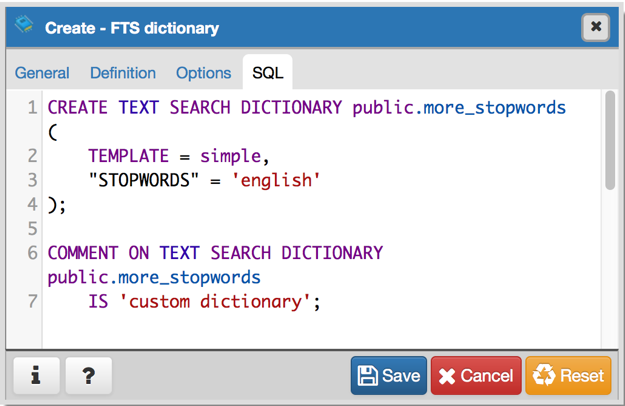 Create - FTS dictionary
General Definition Options SQL
1 CREATE TEXT SEARCH DICTIONARY public.more_stopwords
(
2     TEMPLATE = simple,
3     "STOPWORDS" = 'english'
4 );
5
6 COMMENT ON TEXT SEARCH DICTIONARY
public.more_stopwords
7     IS 'custom dictionary';
i ? Save Cancel Reset